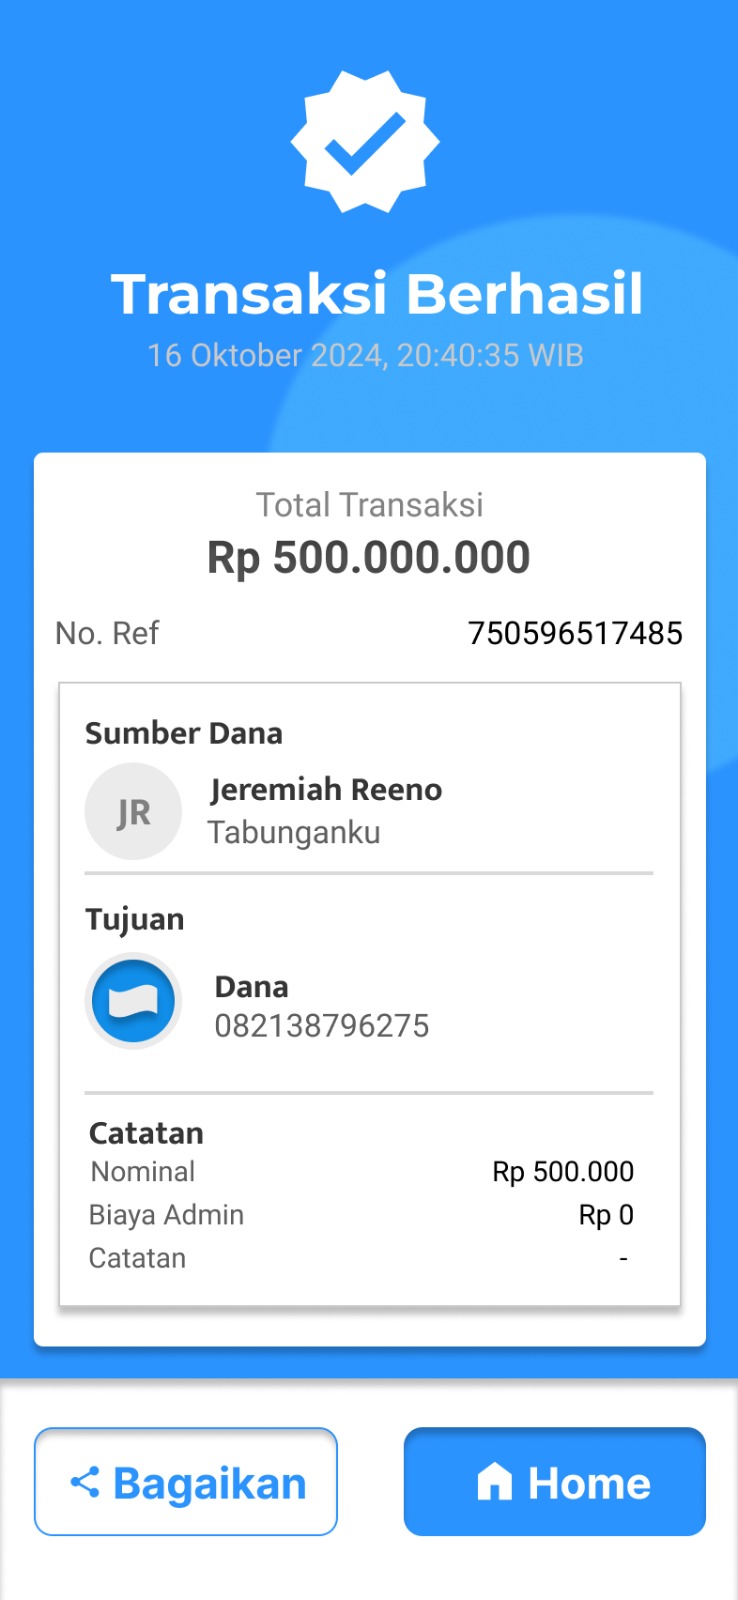 Transaksi Berhasil
16 Oktober 2024, 20:40:35 WIB
Total Transaksi
Rp 500.000.000
No. Ref 750596517485
Sumber Dana
JR
Jeremiah Reeno
Tabunganku
Tujuan
Dana
082138796275
Catatan
Nominal Rp 500.000
Biaya Admin Rp 0
Catatan -
Bagaikan Home